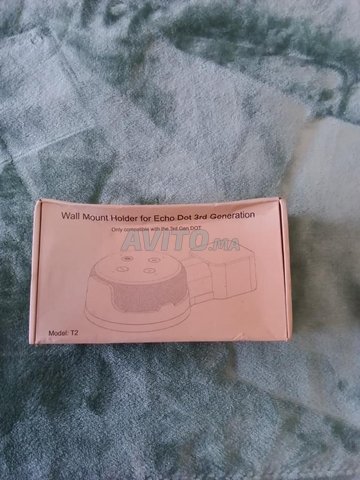 Wall Mount Holder for Echo Dot 3rd Generation
Only compatible with the 3rd Gen DOT
AVITO.MA
Model: T2